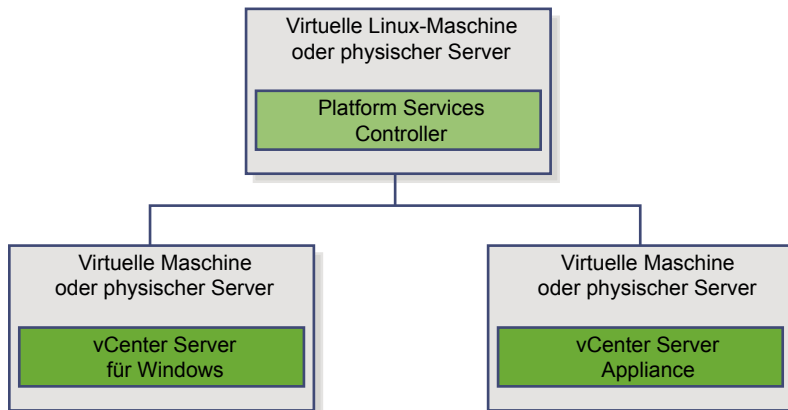 Virtuelle Linux-Maschine
oder physischer Server
Platform Services
Controller
Virtuelle Maschine
oder physischer Server
vCenter Server
für Windows
Virtuelle Maschine
oder physischer Server
vCenter Server
Appliance